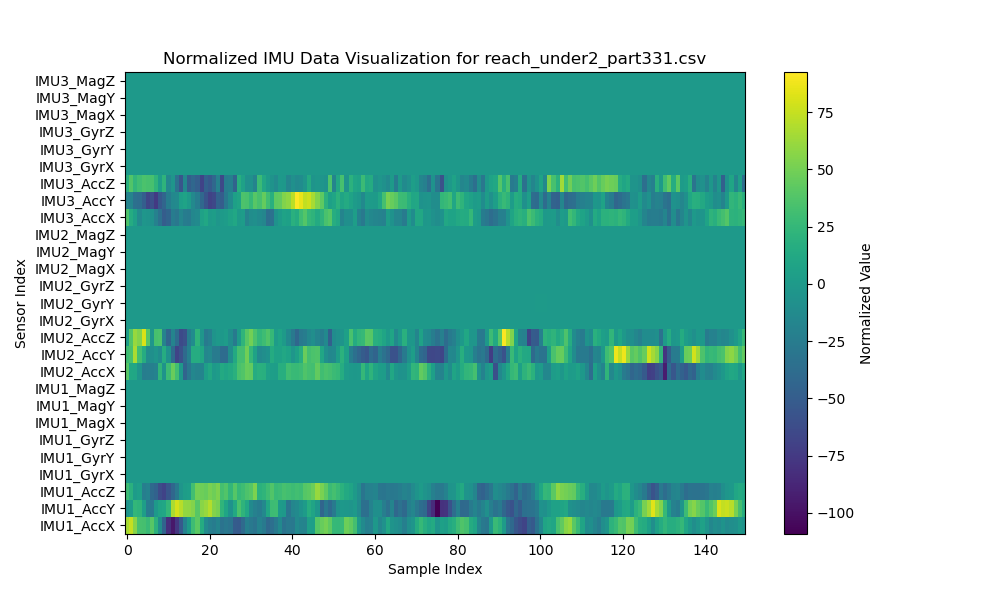 Normalized IMU Data Visualization for reach_under2_part331.csv
IMU3_MagZ
IMU3_MagY
IMU3_MagX
IMU3_GyrZ
IMU3_GyrY
IMU3_GyrX
IMU3_AccZ
IMU3_AccY
IMU3_AccX
IMU2_MagZ
IMU2_MagY
IMU2_MagX
IMU2_GyrZ
IMU2_GyrY
IMU2_GyrX
IMU2_AccZ
IMU2_AccY
IMU2_AccX
IMU1_MagZ
IMU1_MagY
IMU1_MagX
IMU1_GyrZ
IMU1_GyrY
IMU1_GyrX
IMU1_AccZ
IMU1_AccY
IMU1_AccX
Sensor Index
0 20 40 60 80 100 120 140
Sample Index
75
50
25
0
−25
−50
−75
−100
Normalized Value